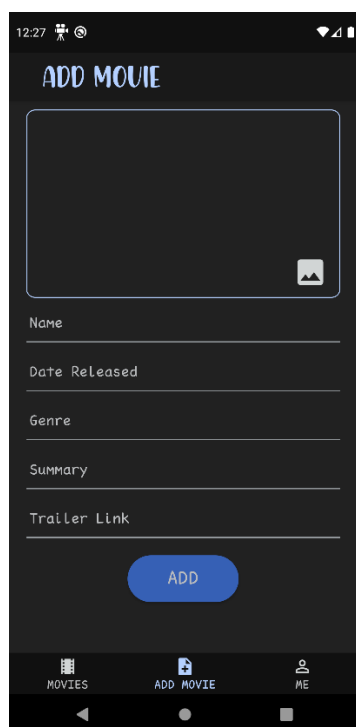 12:27
ADD MOVIE
Name
Date Released
Genre
Summary
Trailer Link
ADD
MOVIES ADD MOVIE ME